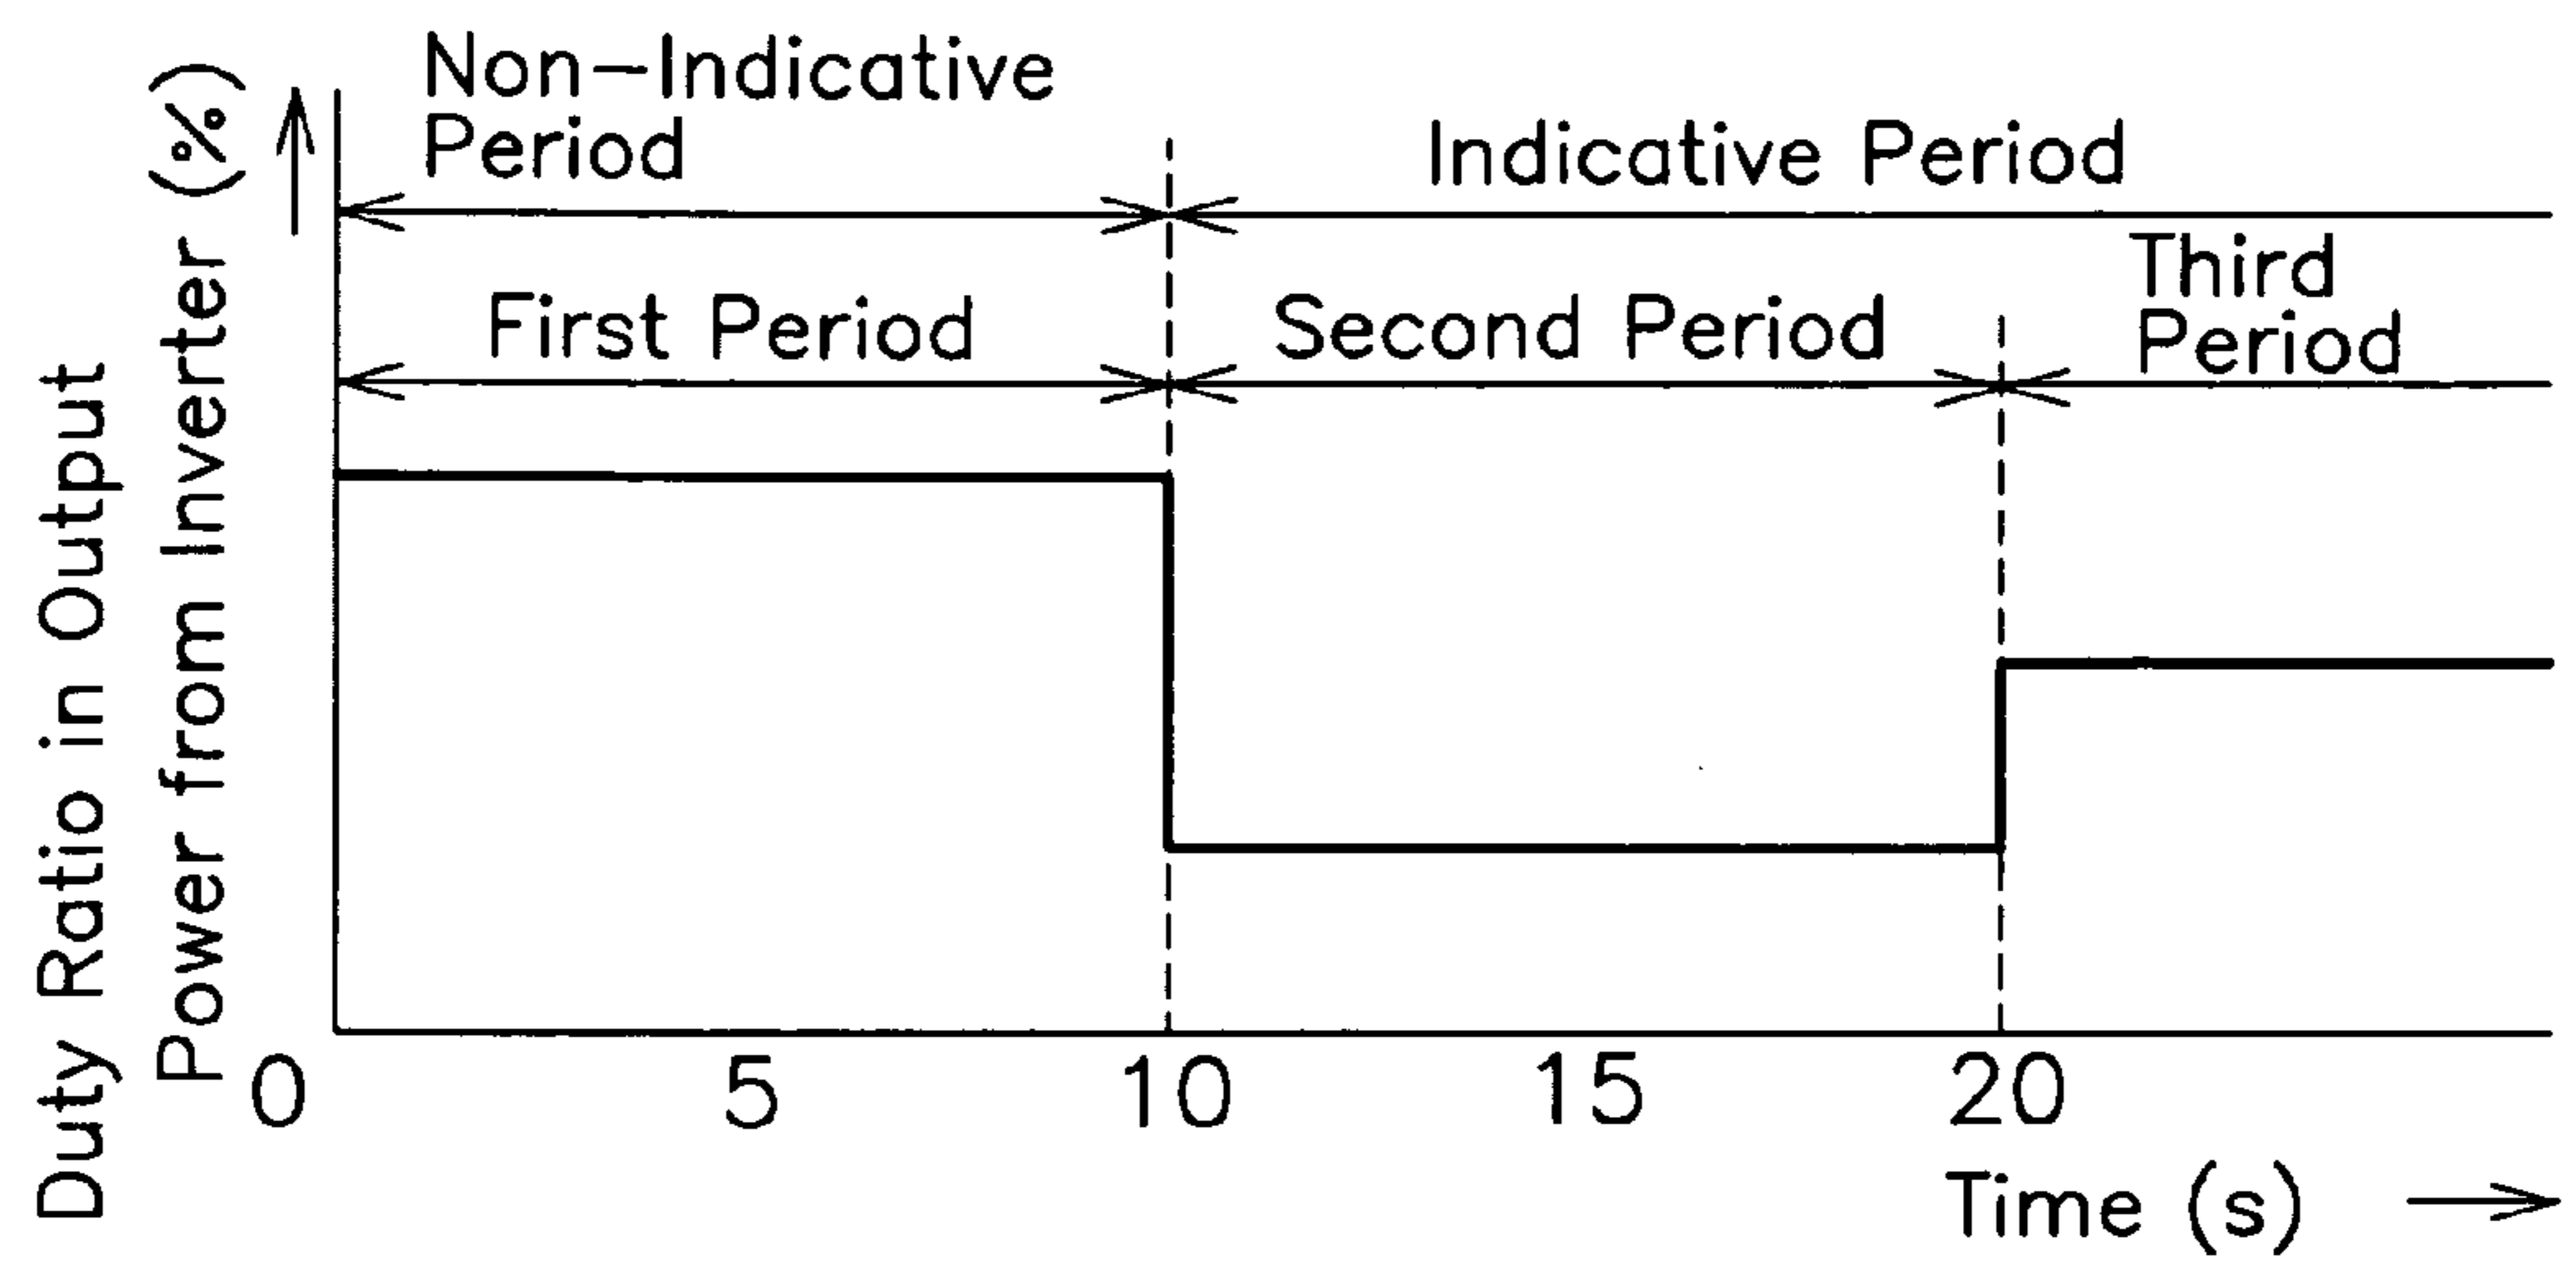 Non-Indicative
Period
Indicative Period
First Period
Second Period
Third
Period
Duty Ratio in Output
Power from Inverter (%)
0
5
10
15
20
Time (s)